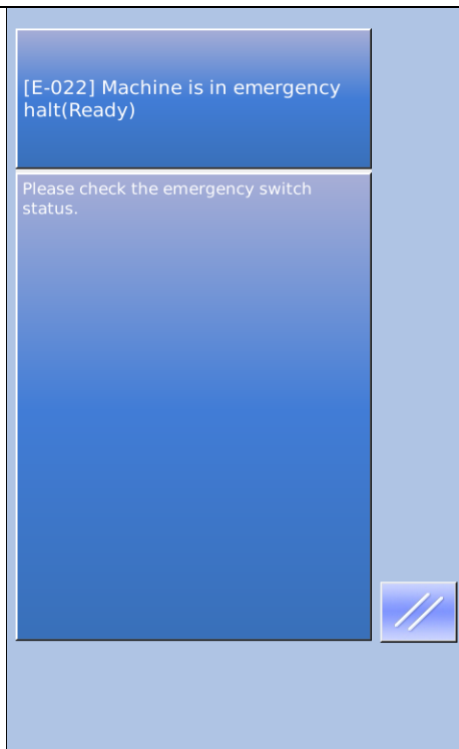 [E-022] Machine is in emergency
halt(Ready)
Please check the emergency switch
status.